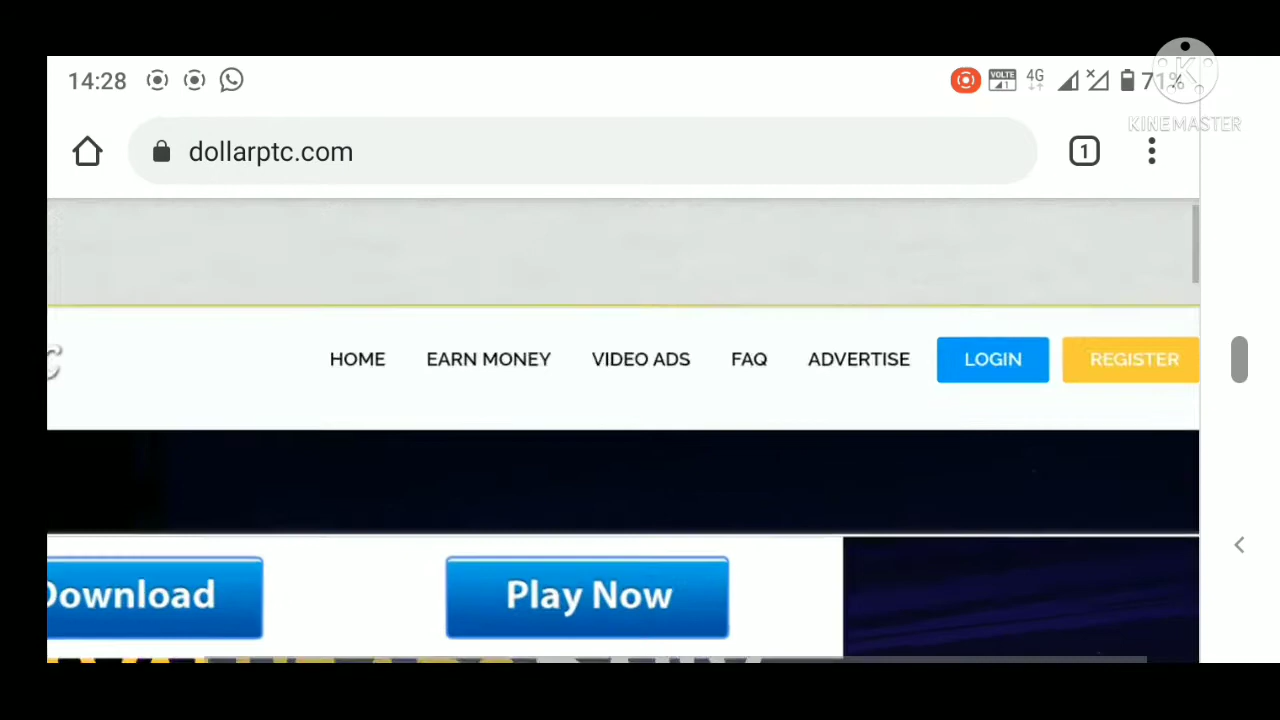 14:28
VOLTE
1
4G
71%
KINEMASTER
dollarptc.com
1
HOME
EARN MONEY
VIDEO ADS
FAQ
ADVERTISE
LOGIN
REGISTER
Download
Play Now